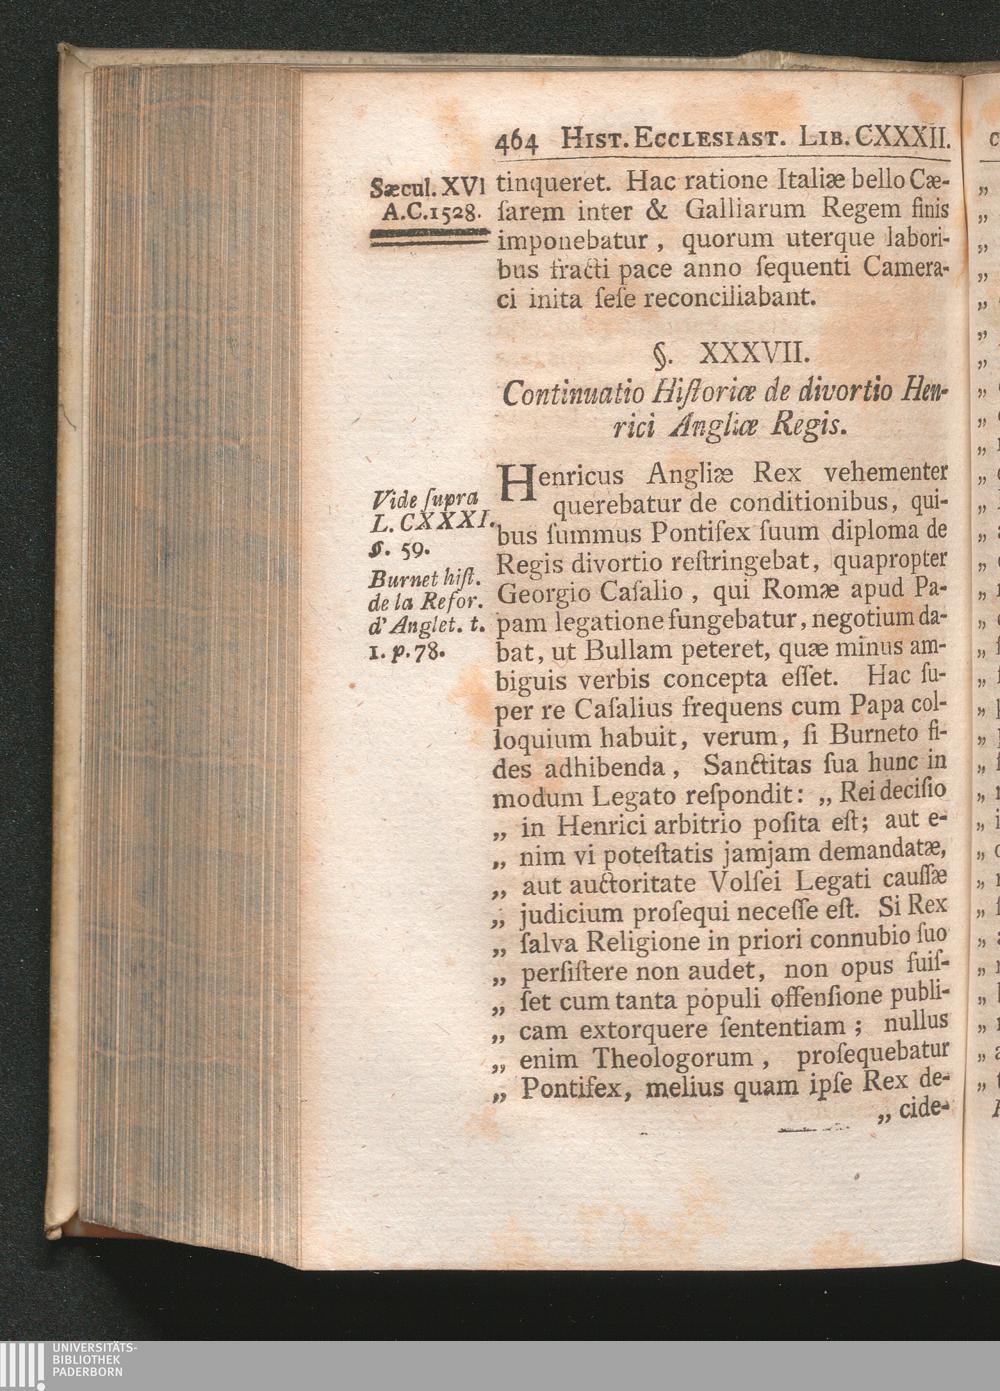 464 HIST. ECCLESIAST. LIB. CXXXII.
Sæcul. XVI
A.C.1528.
tinqueret. Hac ratione Italiæ bello Cæ-
ſarem inter & Galliarum Regem finis
imponebatur, quorum uterque labori-
bus fracti pace anno ſequenti Camera-
ci inita ſeſe reconciliabant.
§. XXXVII.
Continuatio Hiſtoriæ de divortio Hen-
rici Angliæ Regis.
Vide ſupra
L. CXXXI.
§. 59.
Burnet hiſt.
de la Refor.
d'Anglet. t.
1. p. 78.
Henricus Angliæ Rex vehementer
querebatur de conditionibus, qui-
bus ſummus Pontifex ſuum diploma de
Regis divortio reſtringebat, quapropter
Georgio Caſalio, qui Romæ apud Pa-
pam legatione fungebatur, negotium da-
bat, ut Bullam peteret, quæ minus am-
biguis verbis concepta eſſet. Hac ſu-
per re Caſalius frequens cum Papa col-
loquium habuit, verum, ſi Burneto fi-
des adhibenda, Sanctitas ſua hunc in
modum Legato reſpondit: „ Rei deciſio
„ in Henrici arbitrio poſita eſt; aut e-
„ nim vi poteſtatis jamjam demandatæ,
„ aut auctoritate Volſei Legati cauſſæ
„ judicium proſequi neceſſe eſt. Si Rex
„ ſalva Religione in priori connubio ſuo
„ perſiſtere non audet, non opus fuiſ-
„ ſet cum tanta populi offenſione publi-
„ cam extorquere ſententiam; nullus
„ enim Theologorum, proſequebatur
„ Pontifex, melius quam ipſe Rex de-
„ cide-
UNIVERSITÄTS-
BIBLIOTHEK
PADERBORN